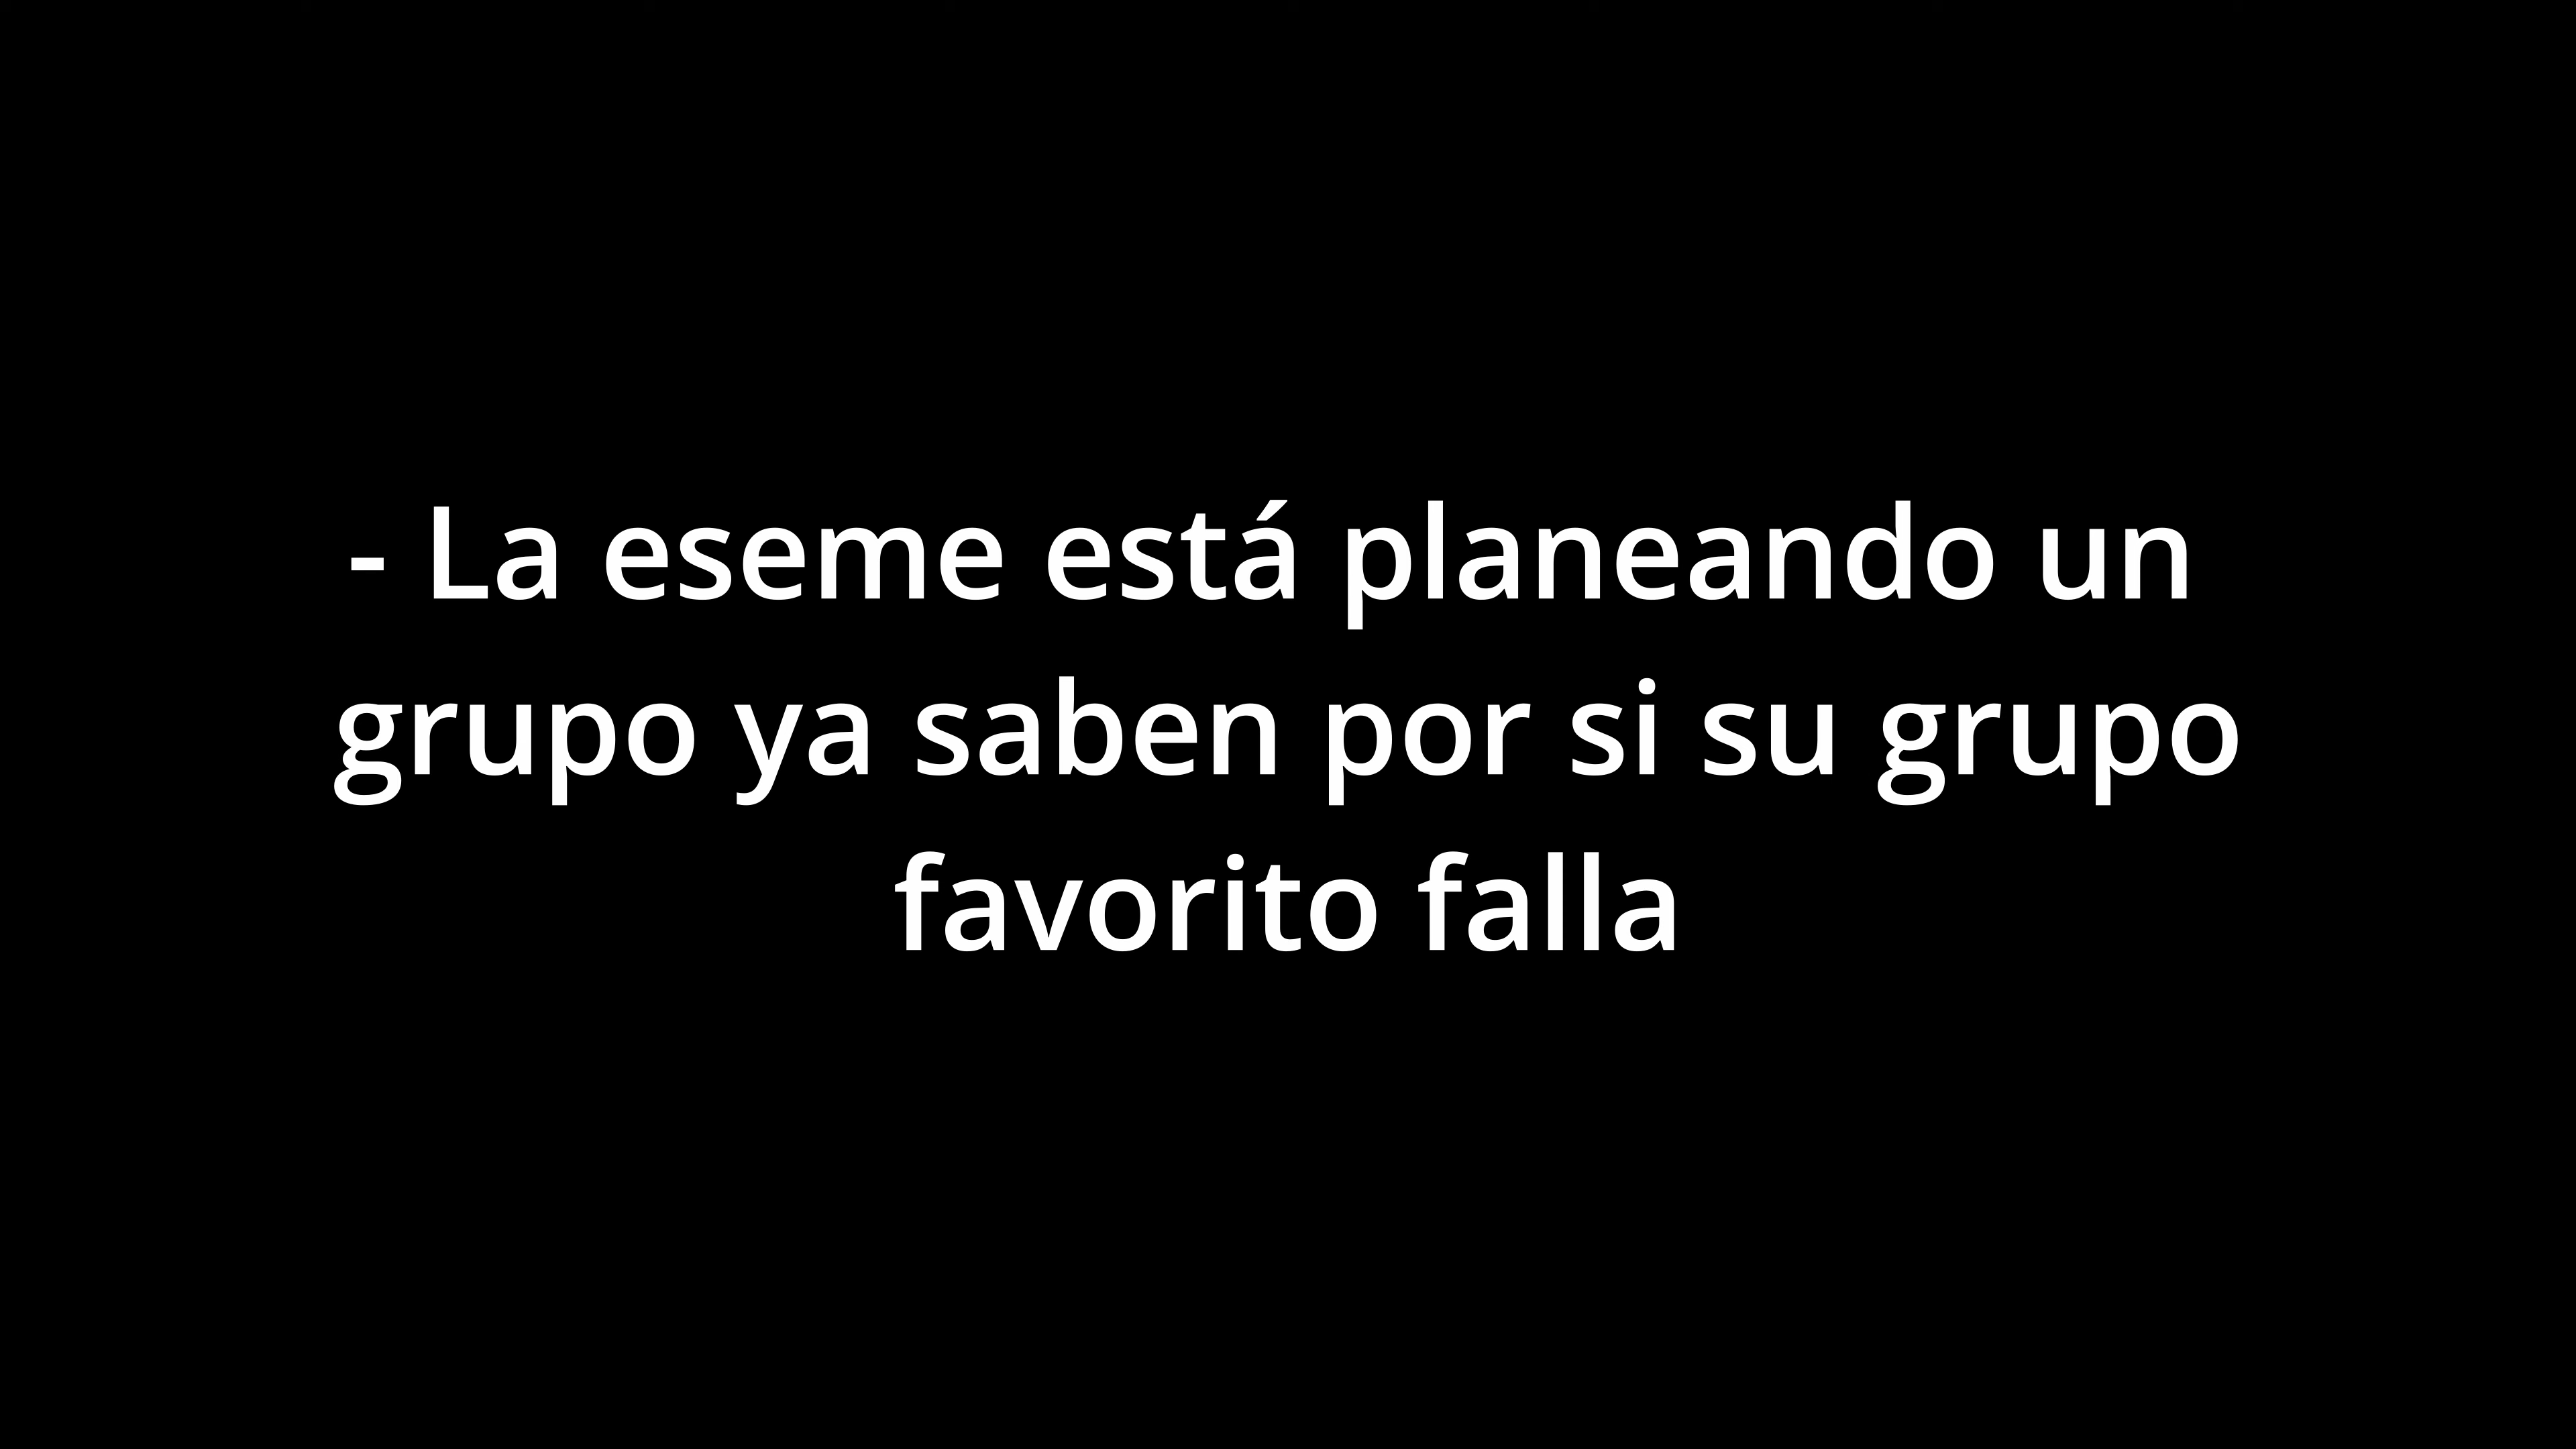 - La eseme está planeando un
grupo ya saben por si su grupo
favorito falla